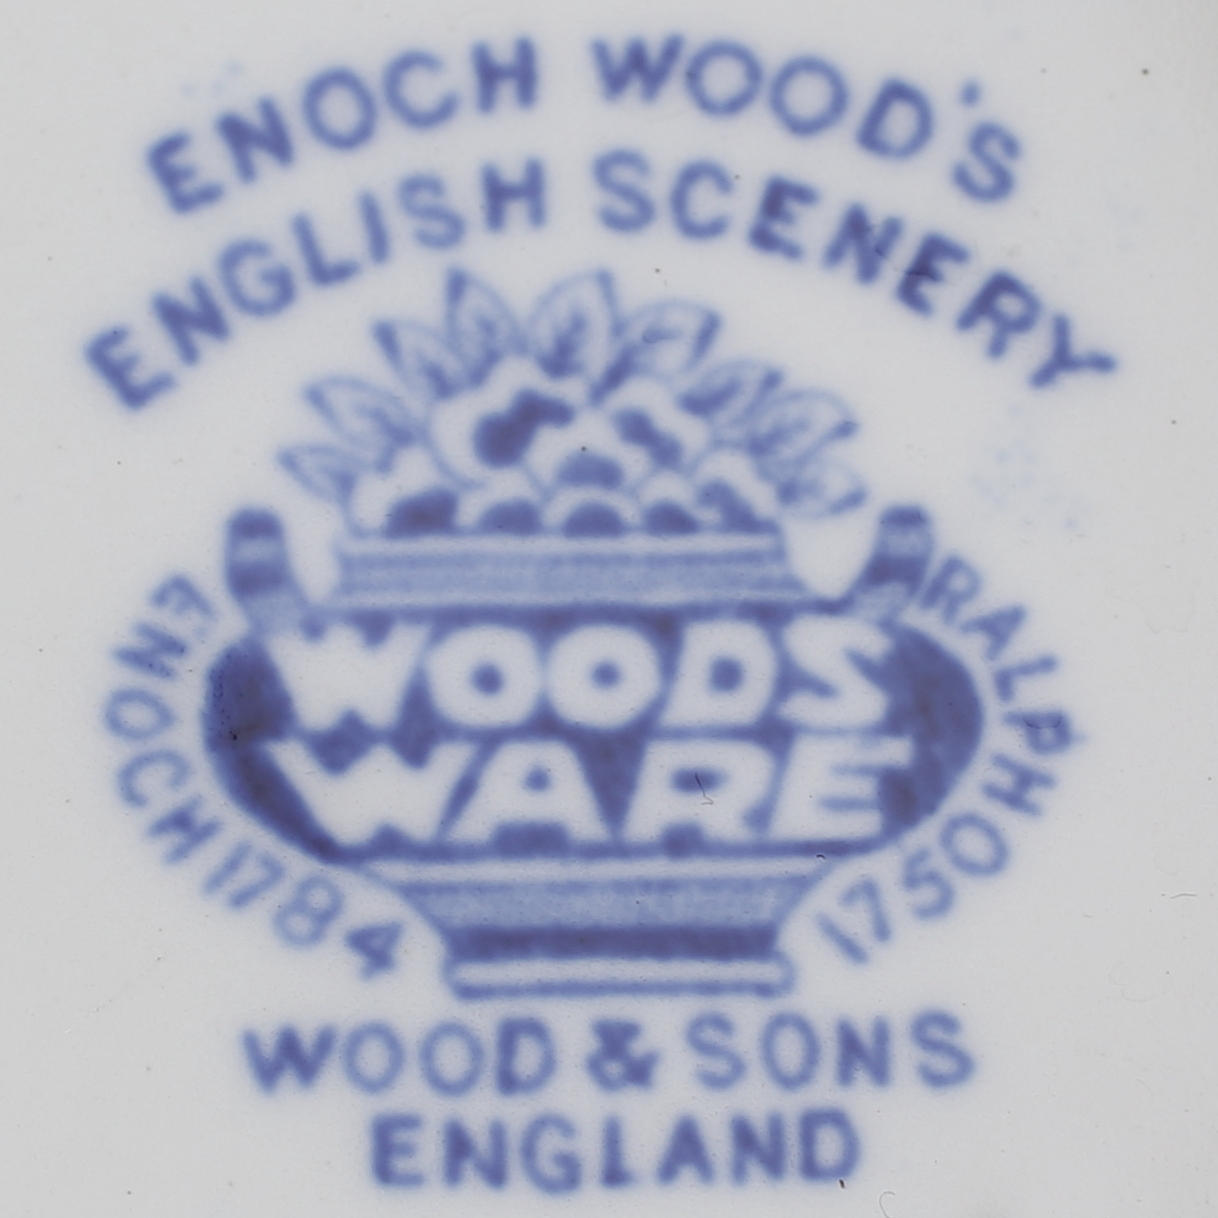 ENOCH WOOD'S
ENGLISH SCENERY
WOODS
WARE
ENOCH 1784
RALPH 1750
WOOD & SONS
ENGLAND